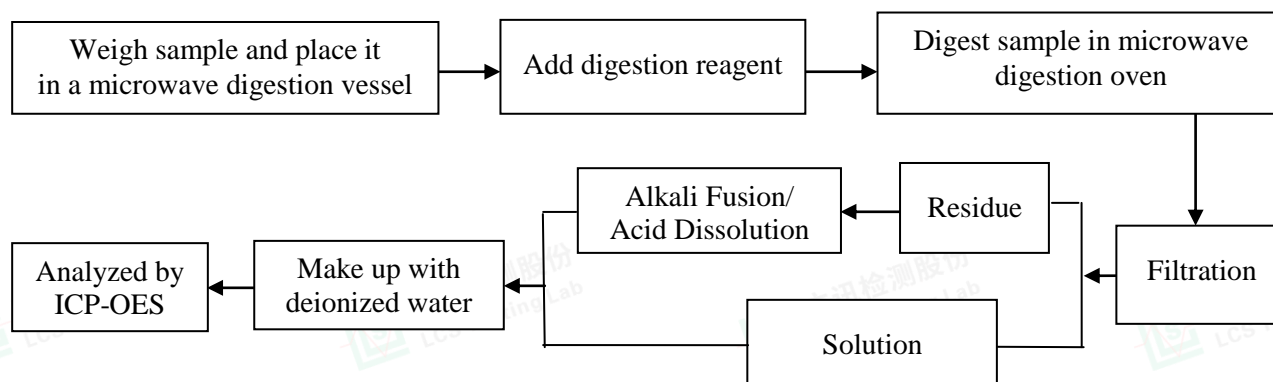 Weigh sample and place it
in a microwave digestion vessel
Add digestion reagent
Digest sample in microwave
digestion oven
Filtration
Residue
Alkali Fusion/
Acid Dissolution
Solution
Make up with
deionized water
Analyzed by
ICP-OES